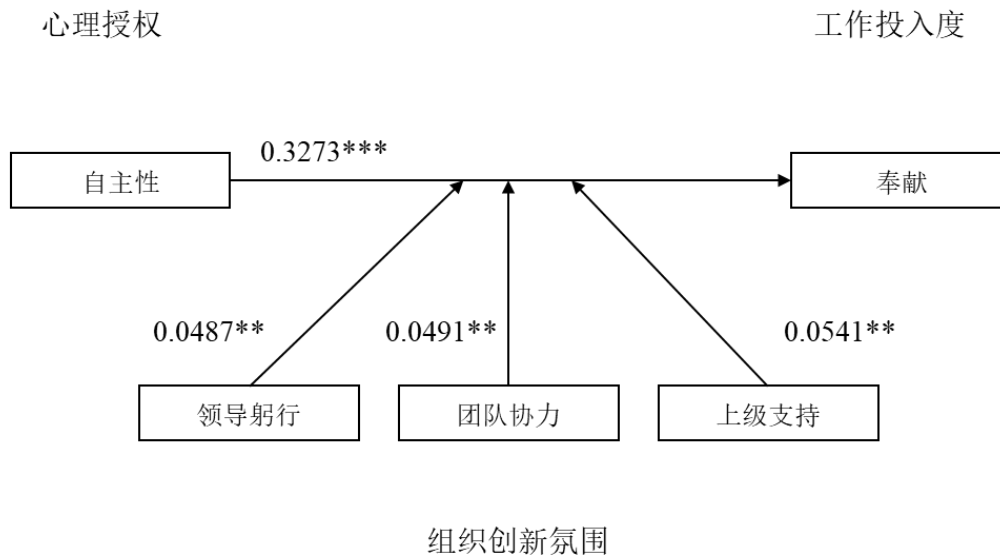 心理授权 工作投入度
0.3273***
自主性 奉献
0.0487** 0.0491** 0.0541**
领导躬行 团队协力 上级支持
组织创新氛围